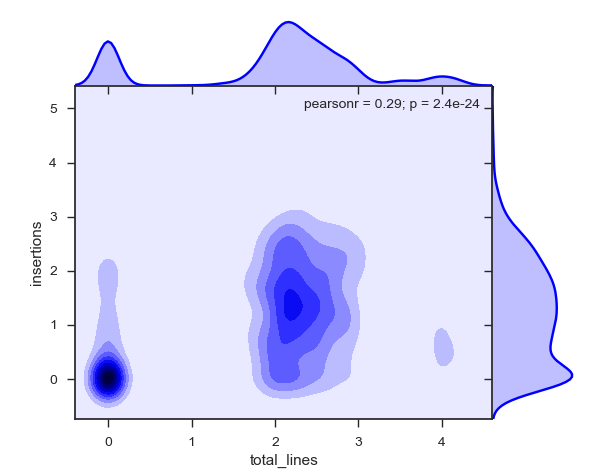 pearsonr = 0.29; p = 2.4e-24
5
4
3
2
1
0
insertions
0 1 2 3 4
total_lines